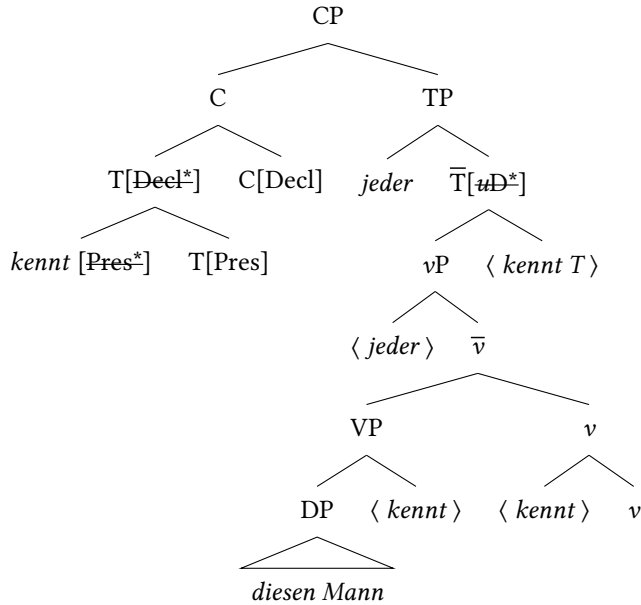 CP
C TP
T[Decl*] C[Decl] jeder T̅[uD*]
kennt [Pres*] T[Pres] vP ⟨ kennt T ⟩
⟨ jeder ⟩ v̅
VP v
DP ⟨ kennt ⟩ ⟨ kennt ⟩ v
diesen Mann